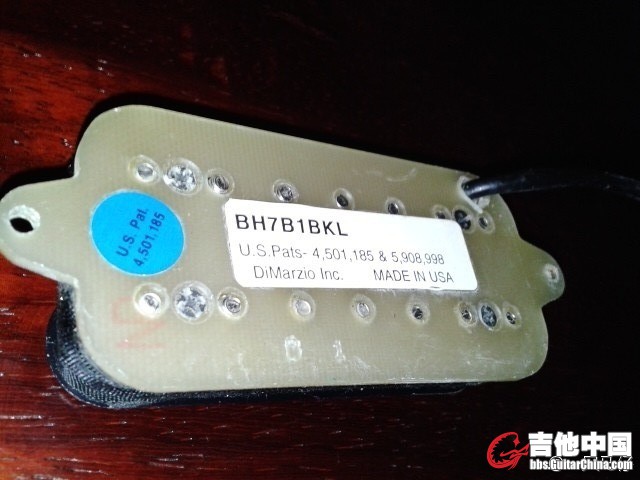 U.S. Pat.
4,501,185
BH7B1BKL
U.S.Pats- 4,501,185 & 5,908,998
DiMarzio Inc. MADE IN USA
吉他中国
bbs.GuitarChina.com